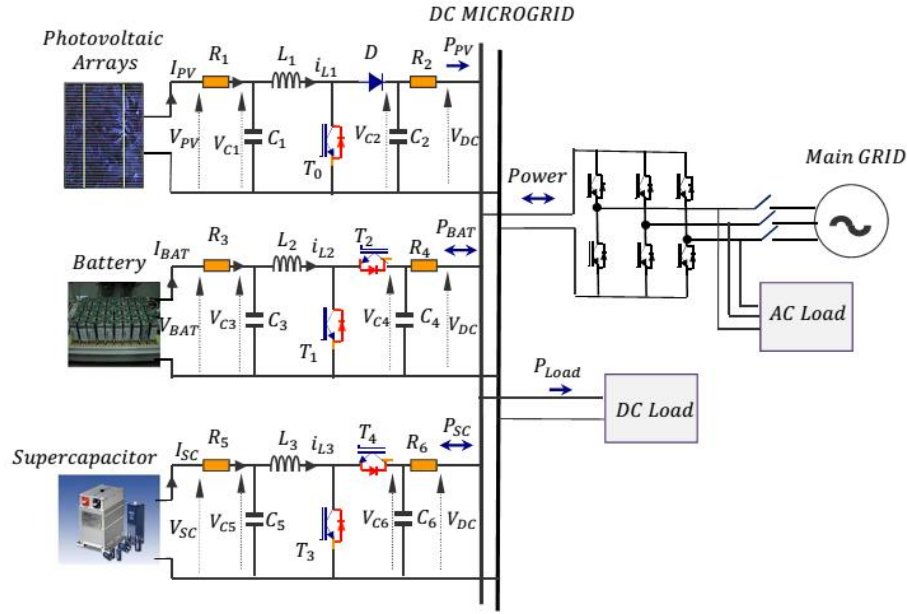 DC MICROGRID
Photovoltaic
Arrays
I_PV R_1 L_1 i_L1 D R_2 P_PV
V_PV V_C1 C_1 T_0 V_C2 C_2 V_DC
Power
Main GRID
Battery
I_BAT R_3 L_2 i_L2 T_2 R_4 P_BAT
V_BAT V_C3 C_3 T_1 V_C4 C_4 V_DC
AC Load
P_Load
DC Load
Supercapacitor
I_SC R_5 L_3 i_L3 T_4 R_6 P_SC
V_SC V_C5 C_5 T_3 V_C6 C_6 V_DC